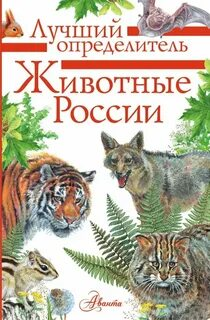 Лучший
определитель
Животные
России
Аванта